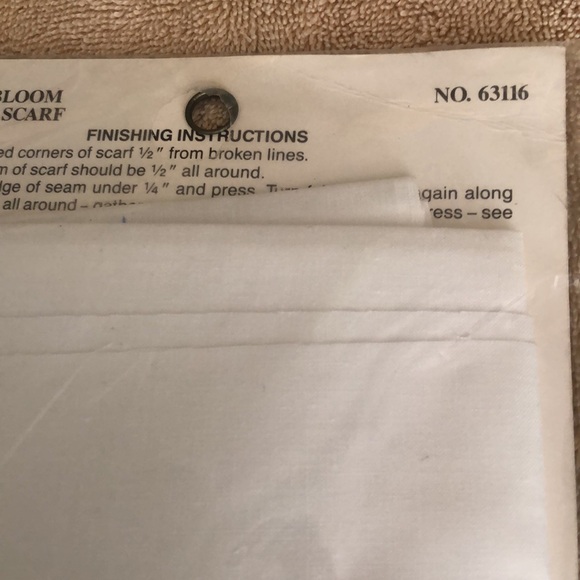 BLOOM
SCARF
NO. 63116
FINISHING INSTRUCTIONS
ed corners of scarf ½" from broken lines.
m of scarf should be ½" all around.
dge of seam under ¼" and press. Turn again along
all around – ress – see